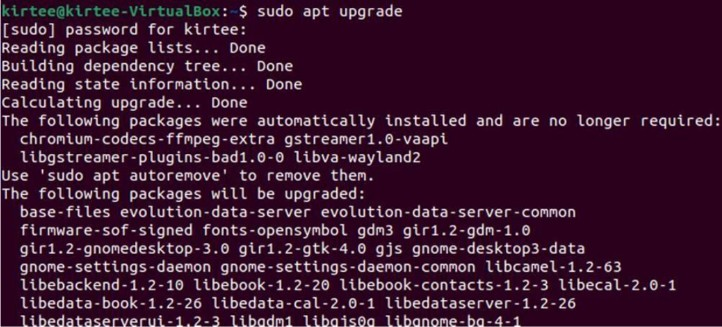 kirtee@kirtee-VirtualBox:~$ sudo apt upgrade
[sudo] password for kirtee:
Reading package lists... Done
Building dependency tree... Done
Reading state information... Done
Calculating upgrade... Done
The following packages were automatically installed and are no longer required:
  chromium-codecs-ffmpeg-extra gstreamer1.0-vaapi
  libgstreamer-plugins-bad1.0-0 libva-wayland2
Use 'sudo apt autoremove' to remove them.
The following packages will be upgraded:
  base-files evolution-data-server evolution-data-server-common
  firmware-sof-signed fonts-opensymbol gdm3 gir1.2-gdm-1.0
  gir1.2-gnomedesktop-3.0 gir1.2-gtk-4.0 gjs gnome-desktop3-data
  gnome-settings-daemon gnome-settings-daemon-common libcamel-1.2-63
  libebackend-1.2-10 libebook-1.2-20 libebook-contacts-1.2-3 libecal-2.0-1
  libedata-book-1.2-26 libedata-cal-2.0-1 libedataserver-1.2-26
  libedataserverui-1.2-3 libgdm1 libgjs0g libgnome-bg-4-1